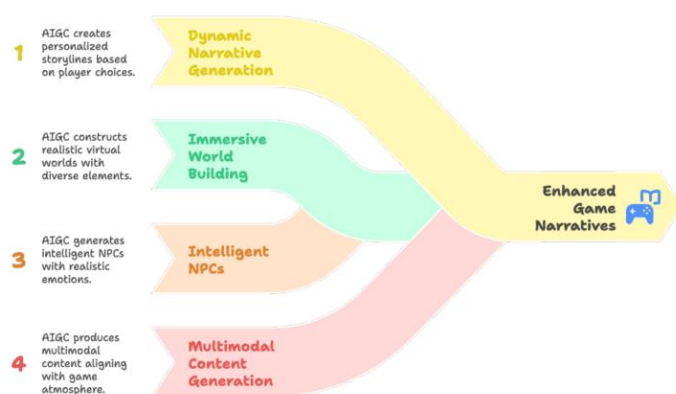 1
AIGC creates
personalized
storylines based
on player choices.
Dynamic
Narrative
Generation
2
AIGC constructs
realistic virtual
worlds with
diverse elements.
Immersive
World
Building
3
AIGC generates
intelligent NPCs
with realistic
emotions.
Intelligent
NPCs
4
AIGC produces
multimodal
content aligning
with game
atmosphere.
Multimodal
Content
Generation
Enhanced
Game
Narratives